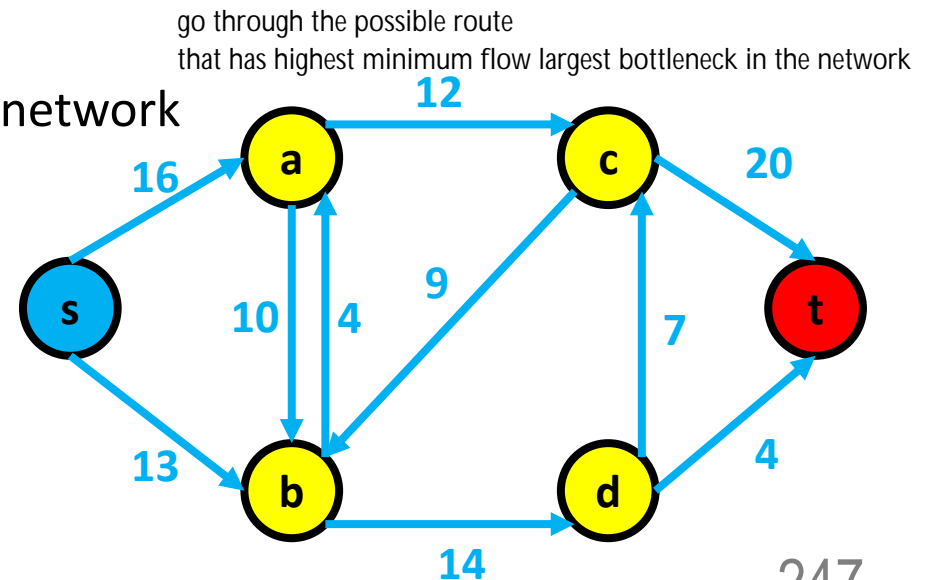 go through the possible route
that has highest minimum flow largest bottleneck in the network
network
12
a
c
16
20
s
10
4
9
7
t
13
b
d
4
14